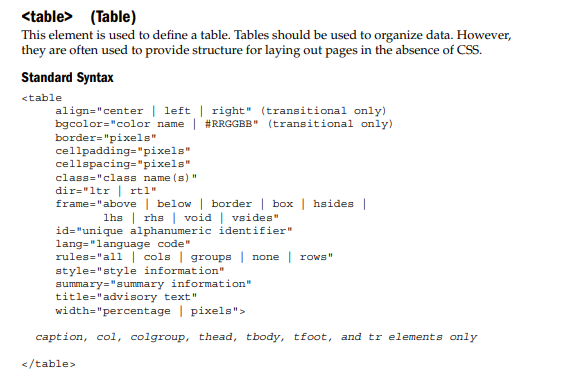 <table> (Table)
This element is used to define a table. Tables should be used to organize data. However,
they are often used to provide structure for laying out pages in the absence of CSS.
Standard Syntax
<table
align="center | left | right" (transitional only)
bgcolor="color name | #RRGGBB" (transitional only)
border="pixels"
cellpadding="pixels"
cellspacing="pixels"
class="class name(s)"
dir="ltr | rtl"
frame="above | below | border | box | hsides |
lhs | rhs | void | vsides"
id="unique alphanumeric identifier"
lang="language code"
rules="all | cols | groups | none | rows"
style="style information"
summary="summary information"
title="advisory text"
width="percentage | pixels">
caption, col, colgroup, thead, tbody, tfoot, and tr elements only
</table>